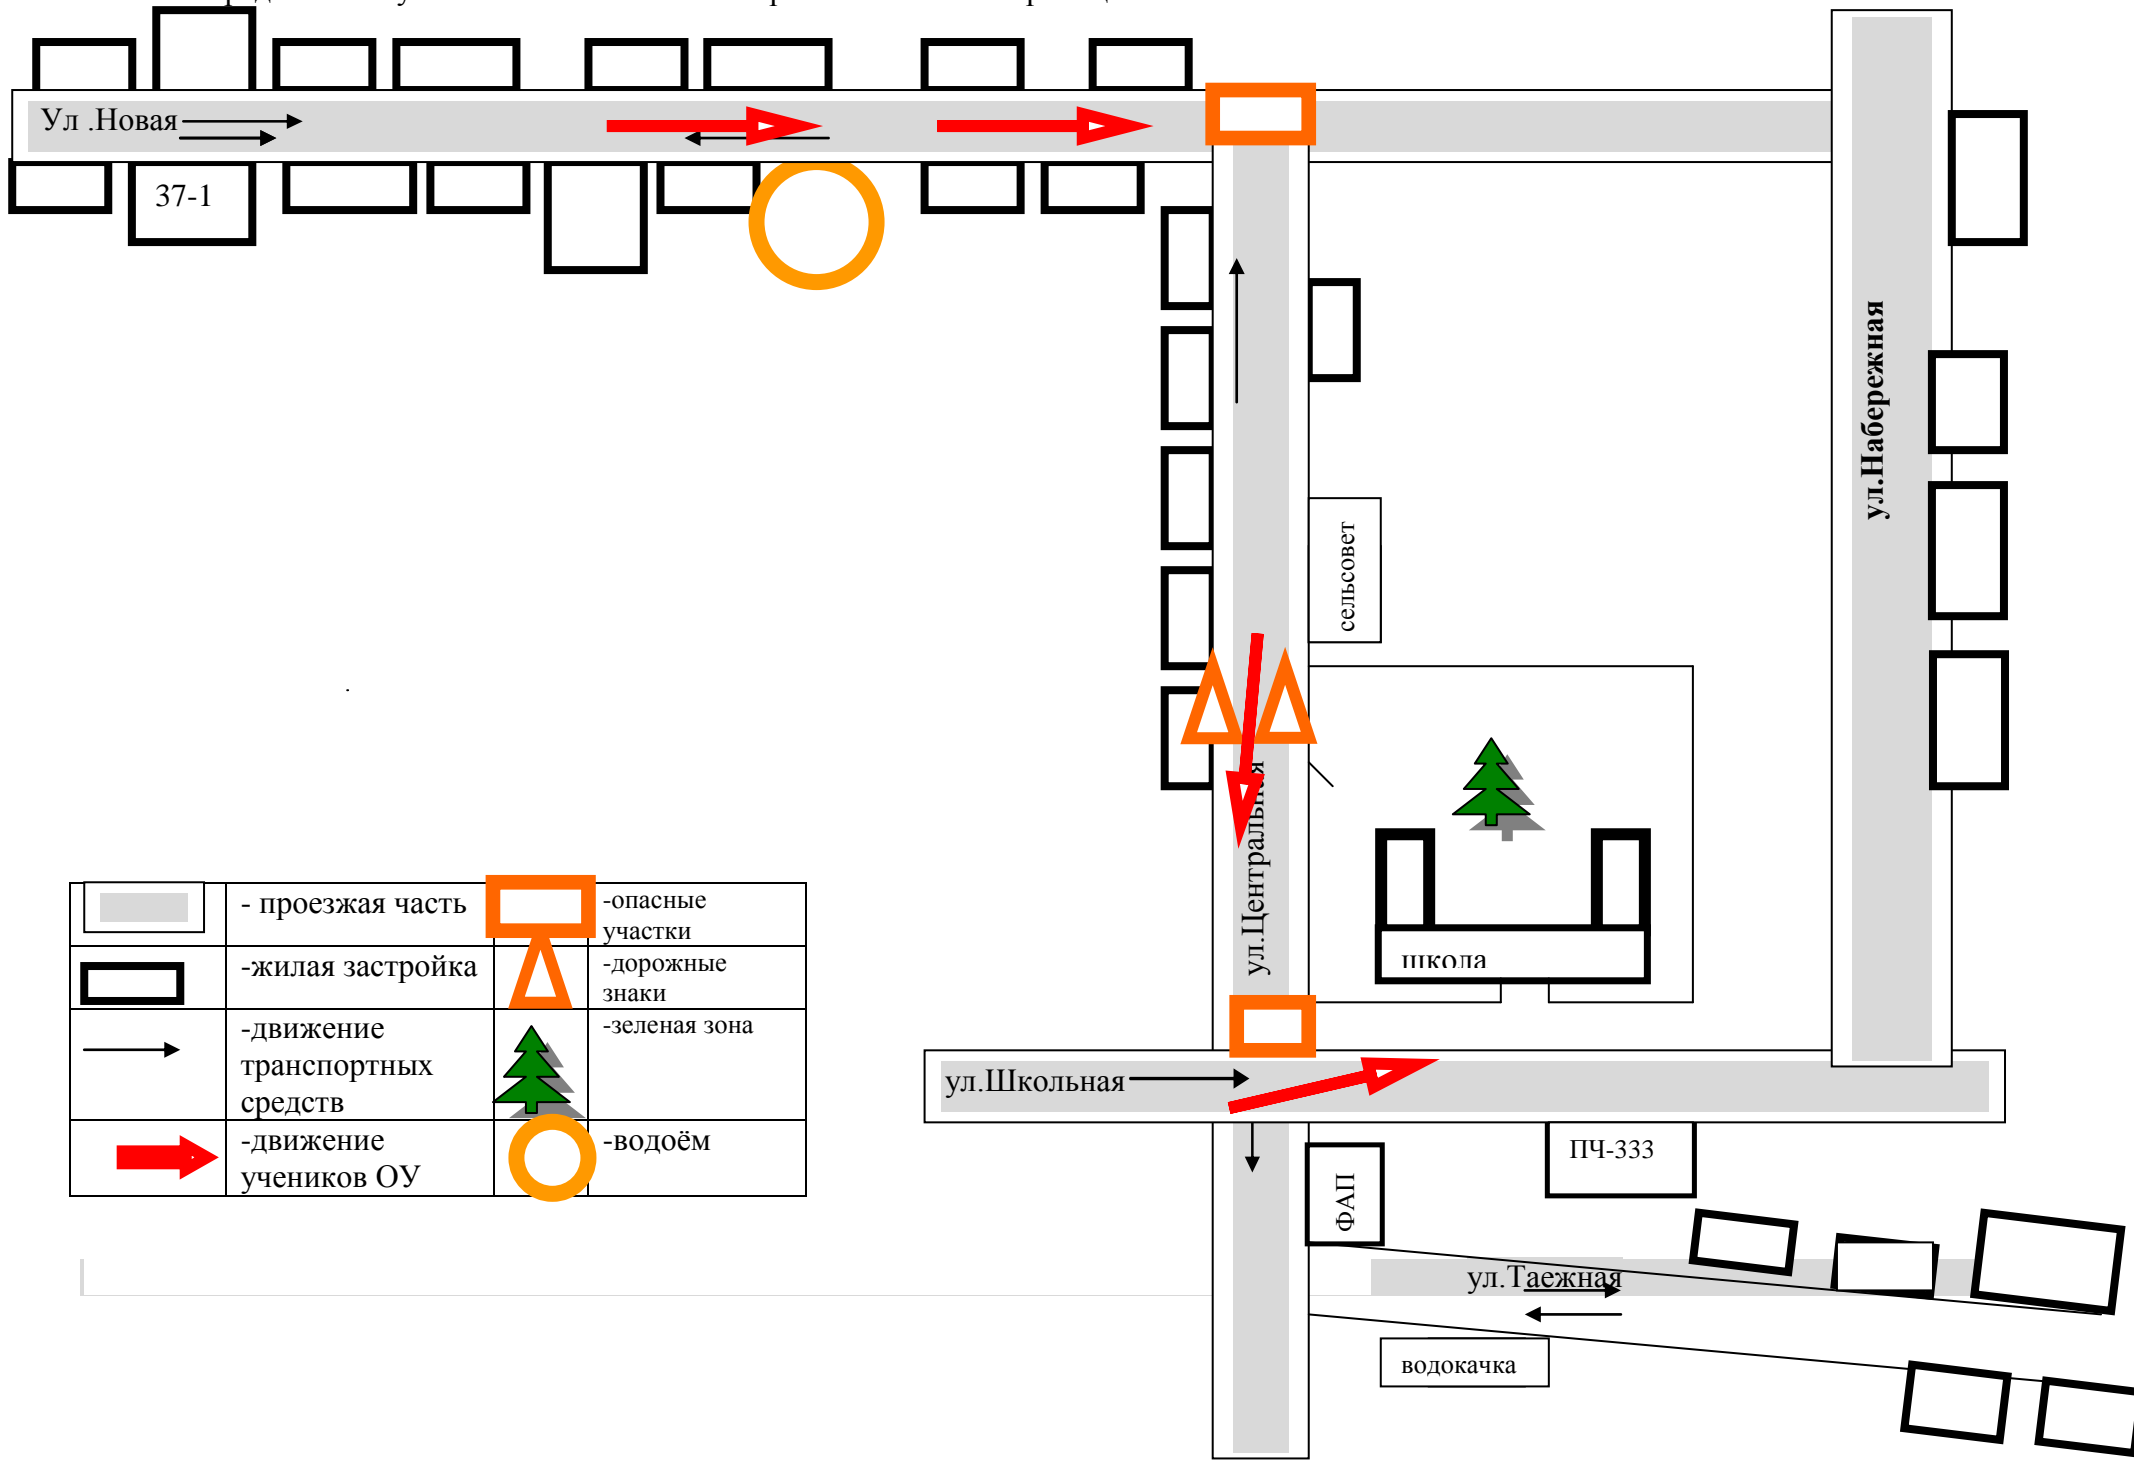 Ул .Новая
37-1
ул.Набережная
сельсовет
ул.Центральная
школа
- проезжая часть
-опасные
участки
-жилая застройка
-дорожные
знаки
-движение
транспортных
средств
-зеленая зона
-движение
учеников ОУ
-водоём
ул.Школьная
ПЧ-333
ФАП
ул.Таежная
водокачка